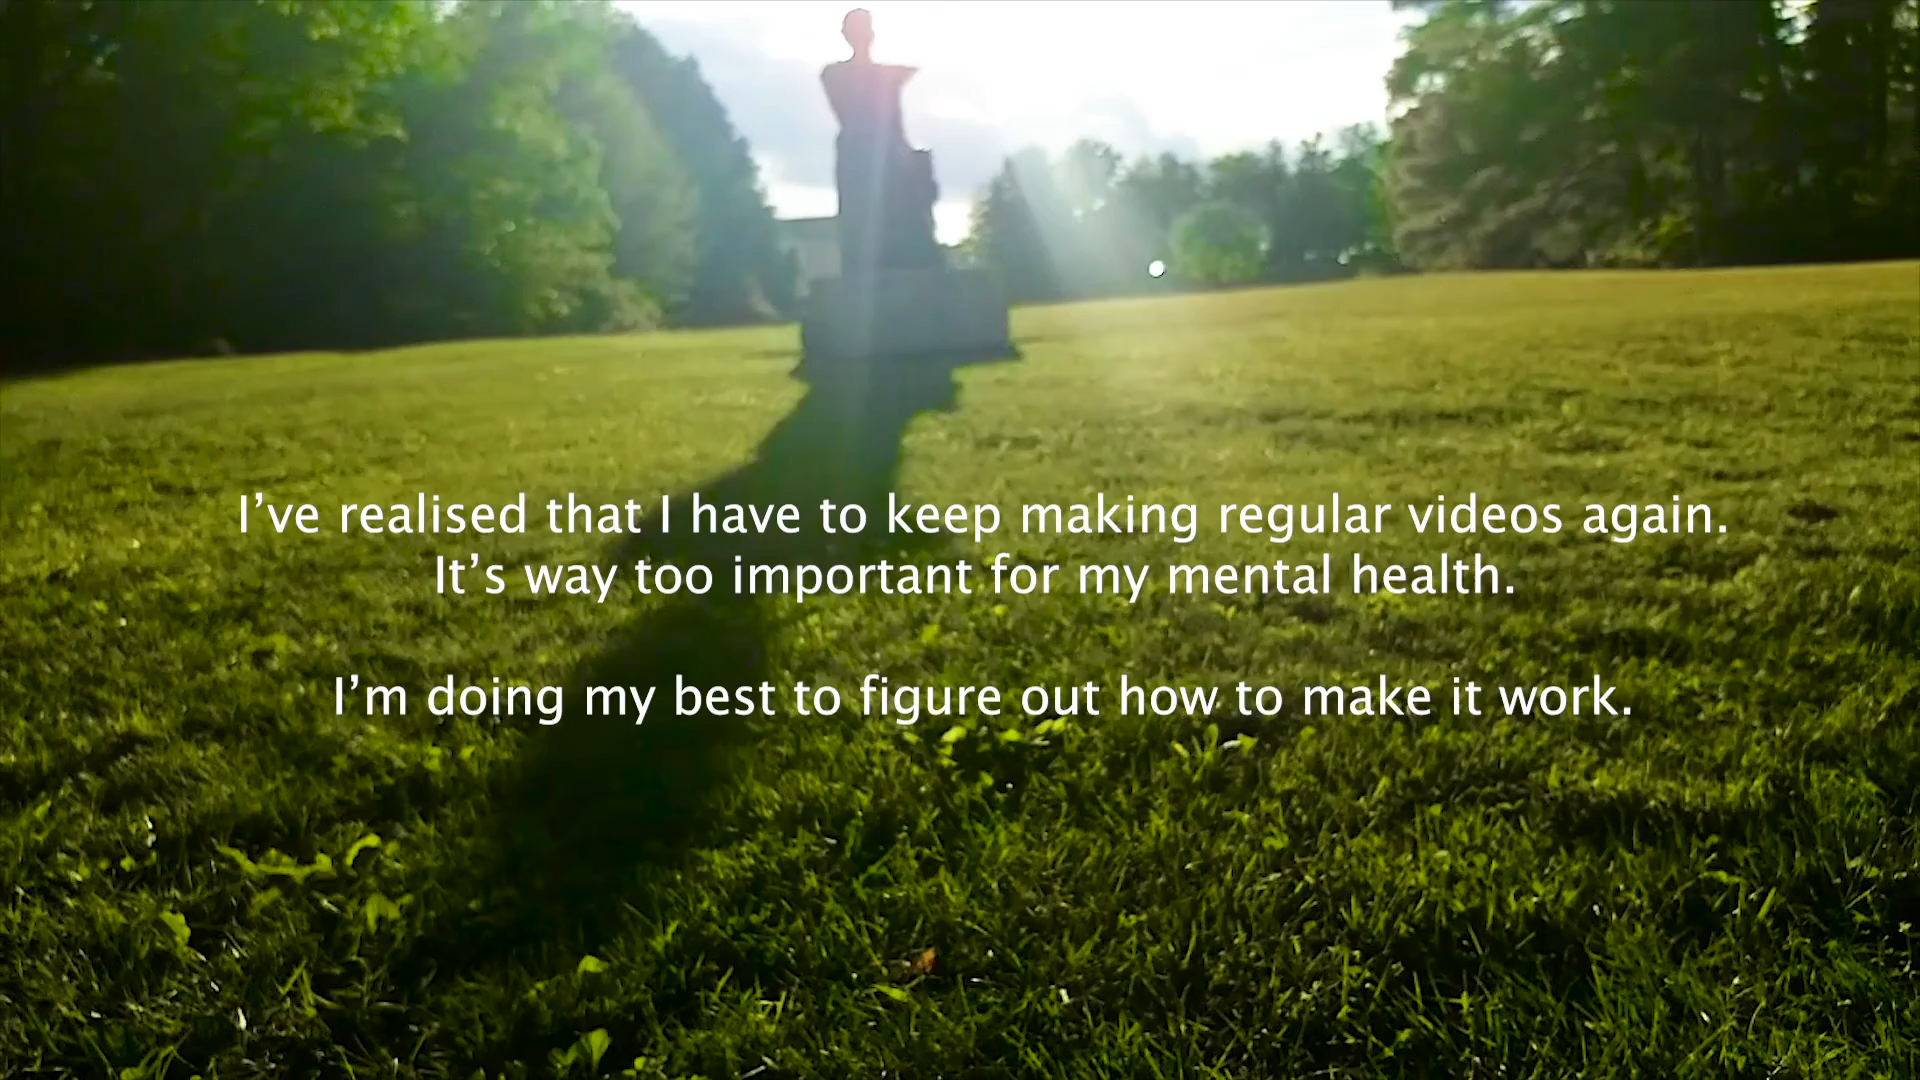 I’ve realised that I have to keep making regular videos again.
It’s way too important for my mental health.
I’m doing my best to figure out how to make it work.